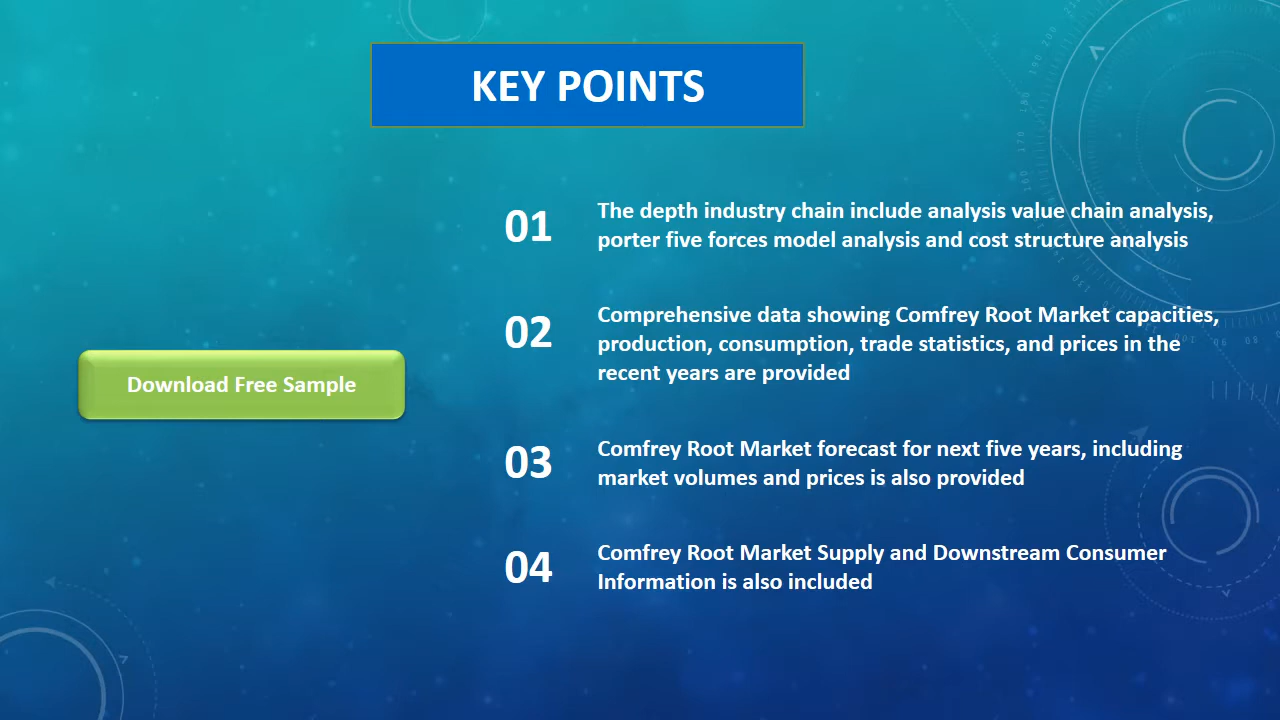 KEY POINTS
01
The depth industry chain include analysis value chain analysis,
porter five forces model analysis and cost structure analysis
02
Comprehensive data showing Comfrey Root Market capacities,
production, consumption, trade statistics, and prices in the
recent years are provided
Download Free Sample
03
Comfrey Root Market forecast for next five years, including
market volumes and prices is also provided
04
Comfrey Root Market Supply and Downstream Consumer
Information is also included